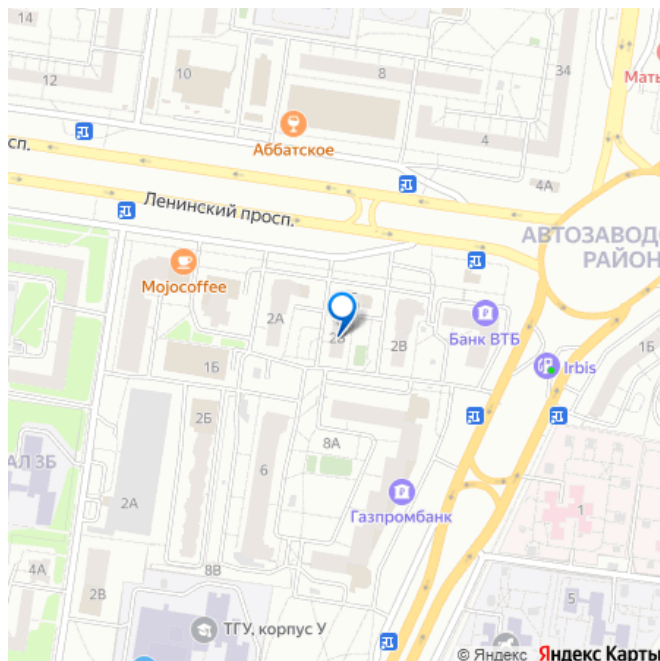 14
12
10
8
34
Мать
Аббатское
4
4А
сп.
Ленинский просп.
АВТОЗАВОДС
РАЙОН
Mojocoffee
2А
2Б
2В
Банк ВТБ
1Б
Irbis
1Б
2Б
8А
6
АЛ 3Б
2А
Газпромбанк
1
4А
2В
8В
5
ТГУ, корпус У
© Яндекс Яндекс Карты